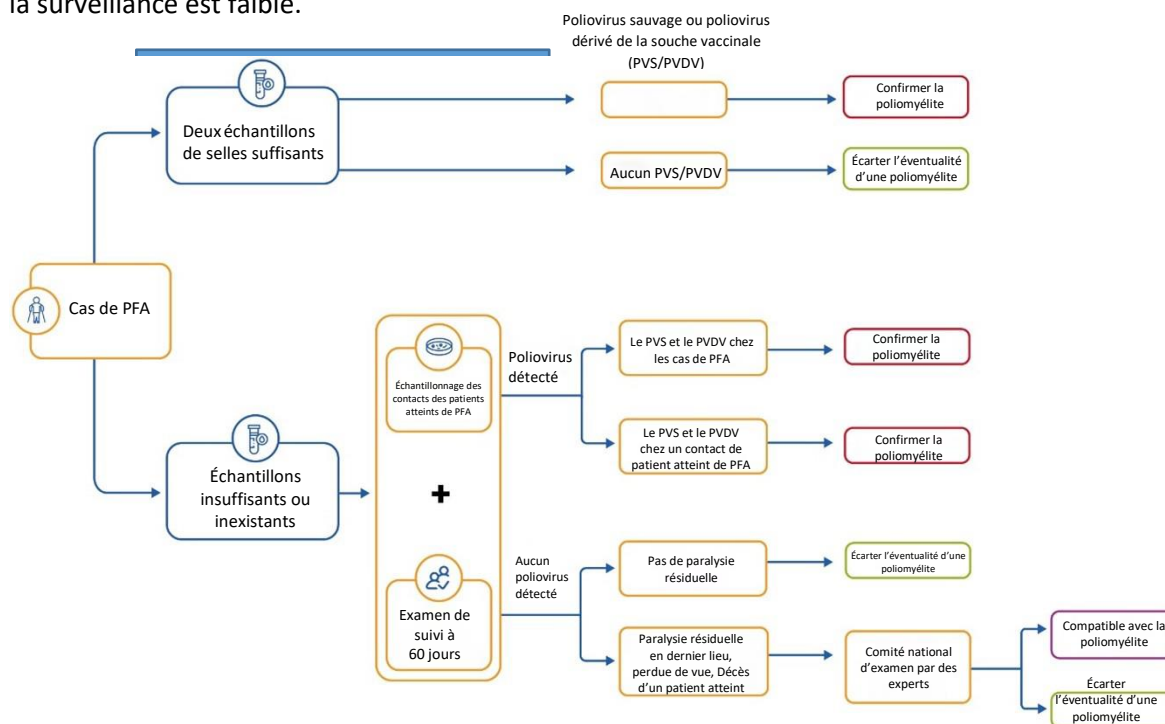 la surveillance est faible.
Poliovirus sauvage ou poliovirus
dérivé de la souche vaccinale
(PVS/PVDV)
Deux échantillons
de selles suffisants
Confirmer la
poliomyélite
Aucun PVS/PVDV
Écarter l’éventualité
d’une poliomyélite
Cas de PFA
Échantillons
insuffisants ou
inexistants
Échantillonnage des
contacts des patients
atteints de PFA
+
Examen de
suivi à
60 jours
Poliovirus
détecté
Le PVS et le PVDV chez
les cas de PFA
Confirmer la
poliomyélite
Le PVS et le PVDV
chez un contact de
patient atteint de PFA
Confirmer la
poliomyélite
Aucun
poliovirus
détecté
Pas de paralysie
résiduelle
Écarter l’éventualité d’une
poliomyélite
Paralysie résiduelle
en dernier lieu,
perdue de vue, Décès
d’un patient atteint
Comité national
d’examen par des
experts
Compatible avec la
poliomyélite
Écarter
l’éventualité d’une
poliomyélite